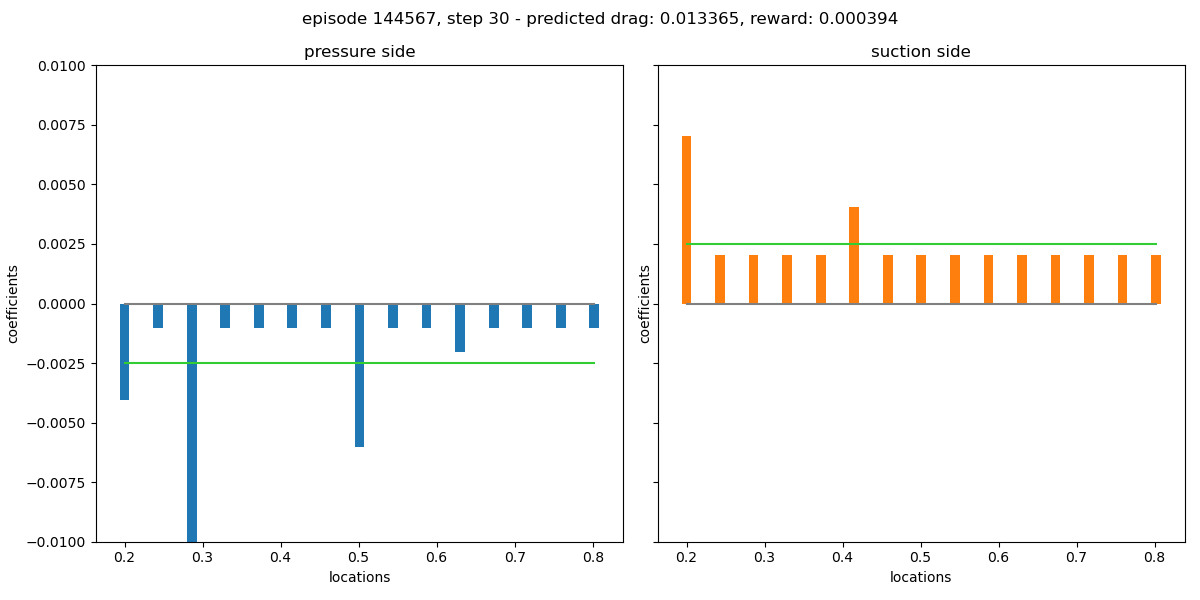 episode 144567, step 30 - predicted drag: 0.013365, reward: 0.000394
pressure side
suction side
0.0100
0.0075
0.0050
0.0025
0.0000
−0.0025
−0.0050
−0.0075
−0.0100
coefficients
coefficients
0.2 0.3 0.4 0.5 0.6 0.7 0.8
0.2 0.3 0.4 0.5 0.6 0.7 0.8
locations
locations